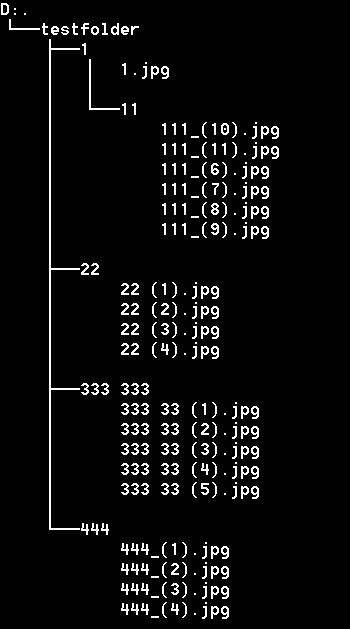 D:.
testfolder
1
1.jpg
11
111_(10).jpg
111_(11).jpg
111_(6).jpg
111_(7).jpg
111_(8).jpg
111_(9).jpg
22
22 (1).jpg
22 (2).jpg
22 (3).jpg
22 (4).jpg
333 333
333 33 (1).jpg
333 33 (2).jpg
333 33 (3).jpg
333 33 (4).jpg
333 33 (5).jpg
444
444_(1).jpg
444_(2).jpg
444_(3).jpg
444_(4).jpg